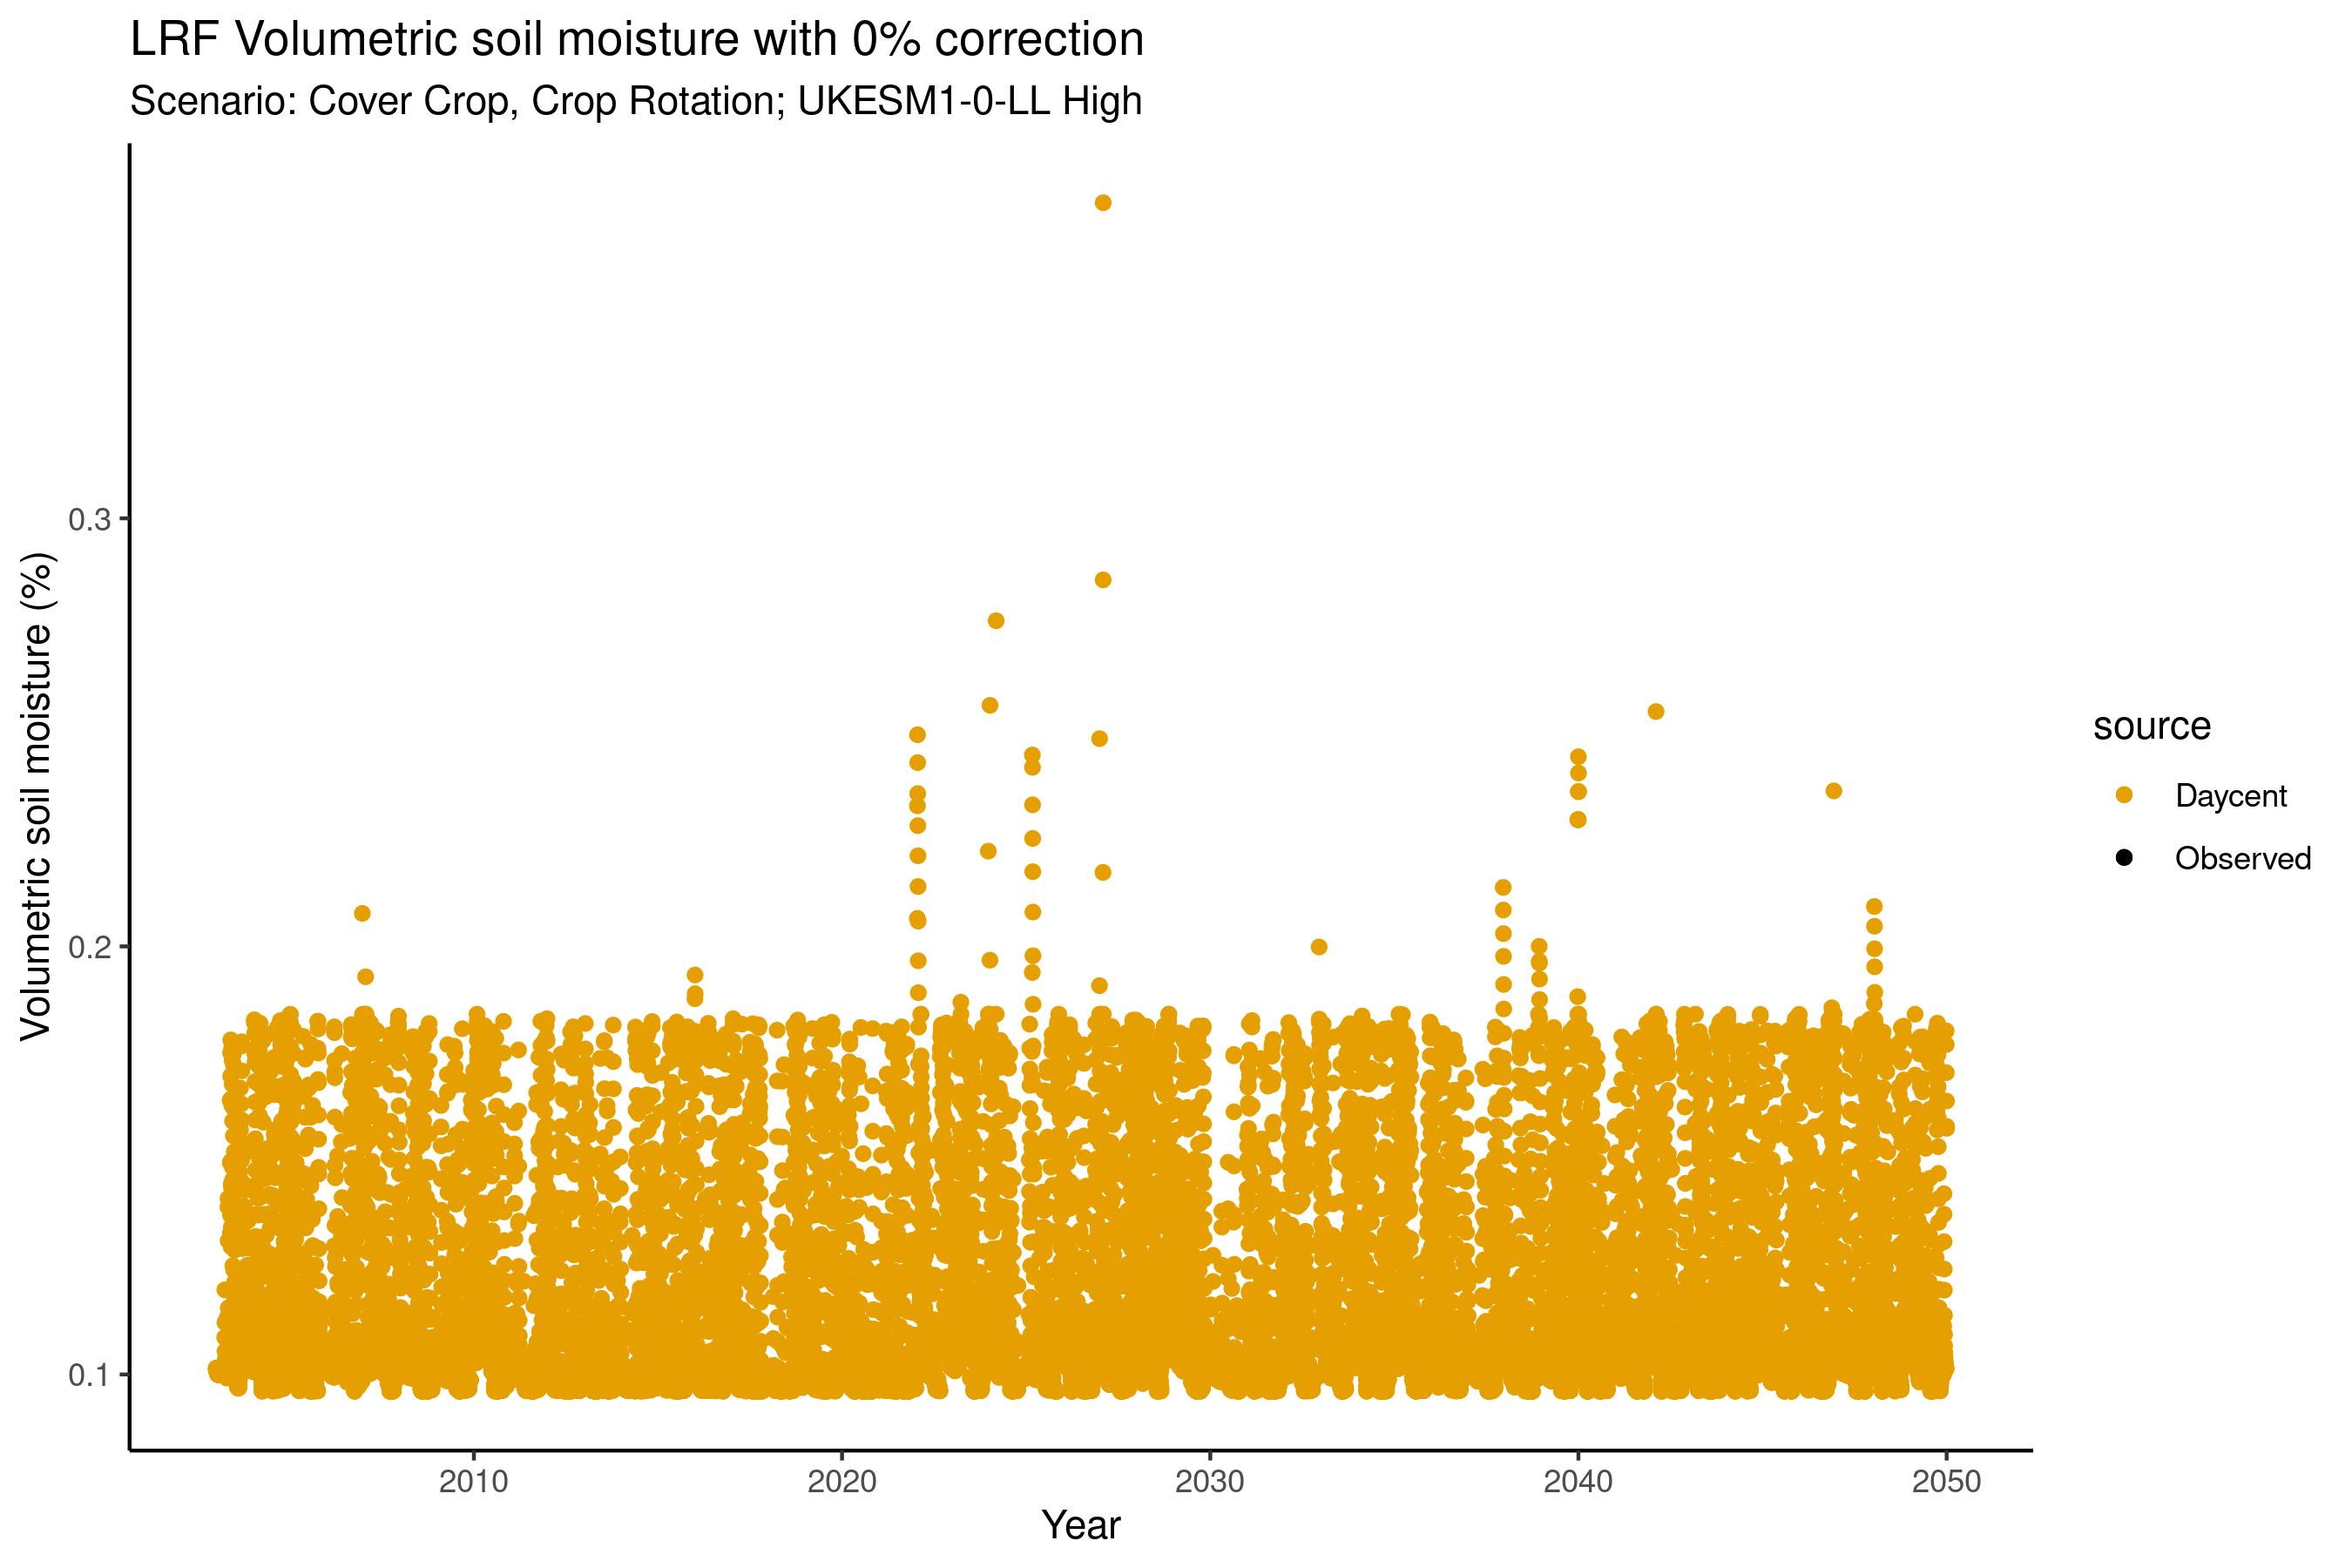 LRF Volumetric soil moisture with 0% correction
Scenario: Cover Crop, Crop Rotation; UKESM1-0-LL High
Volumetric soil moisture (%)
0.3
0.2
0.1
2010 2020 2030 2040 2050
Year
source
Daycent
Observed